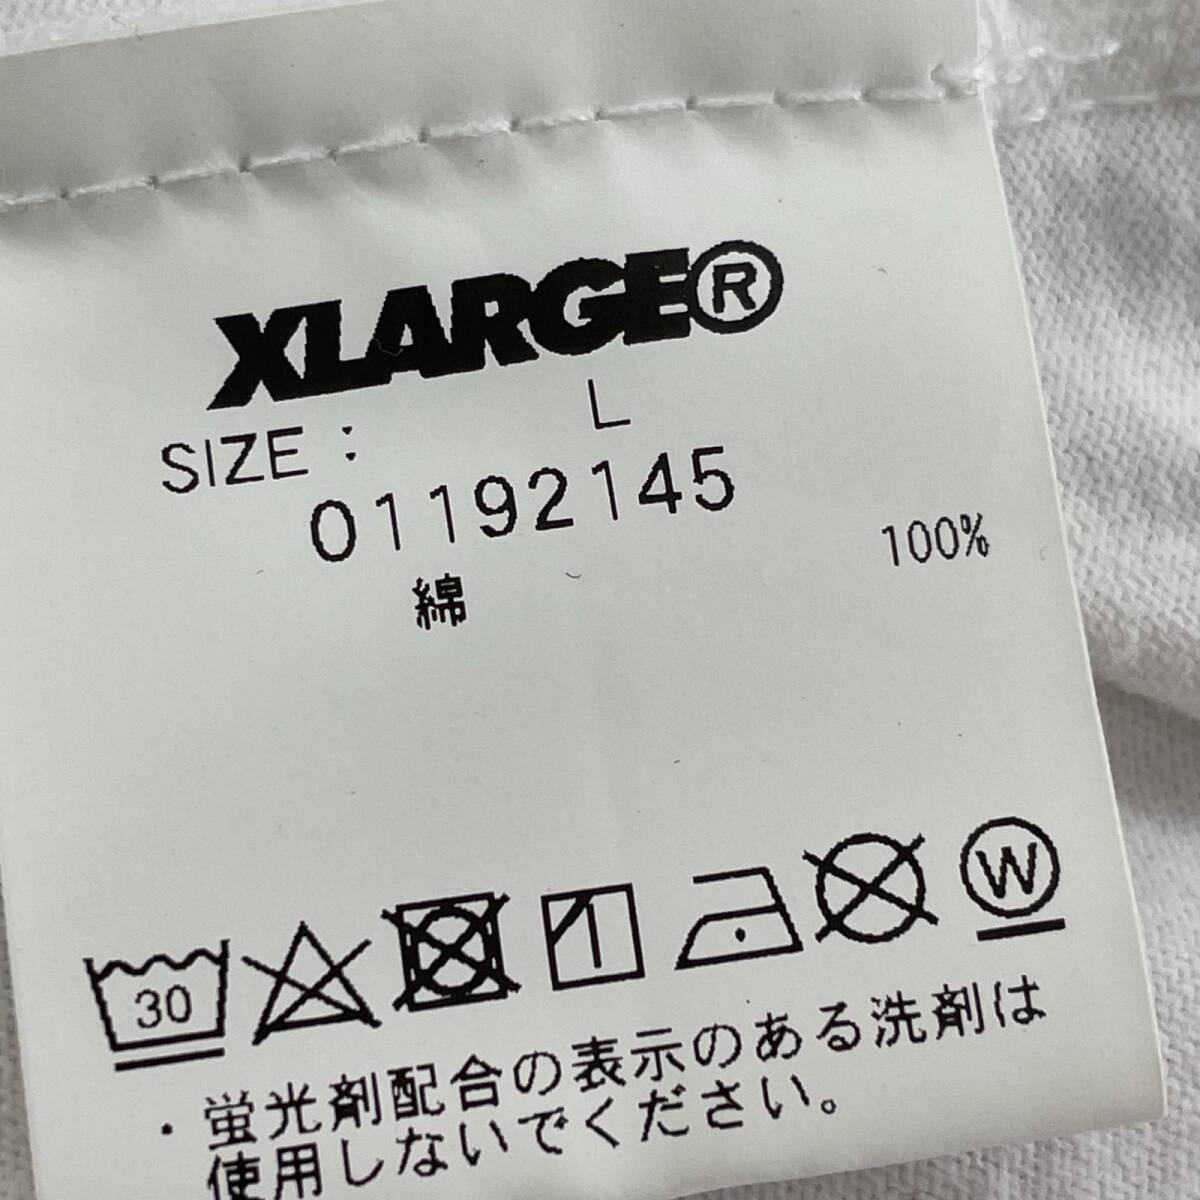 XLARGE®
SIZE : L
01192145
綿 100%
30 W
・蛍光剤配合の表示のある洗剤は
使用しないでください。